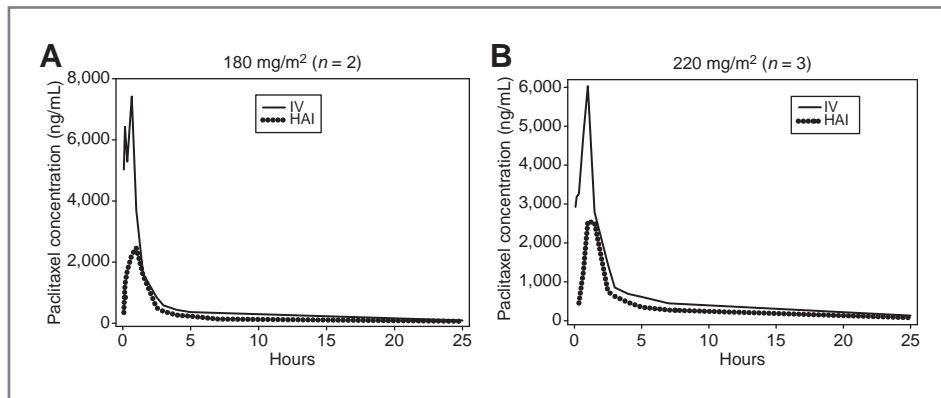 A
180 mg/m² (n = 2)
Paclitaxel concentration (ng/mL)
8,000
6,000
4,000
2,000
0
IV
HAI
0 5 10 15 20 25
Hours
B
220 mg/m² (n = 3)
Paclitaxel concentration (ng/mL)
6,000
5,000
4,000
3,000
2,000
1,000
0
IV
HAI
0 5 10 15 20 25
Hours